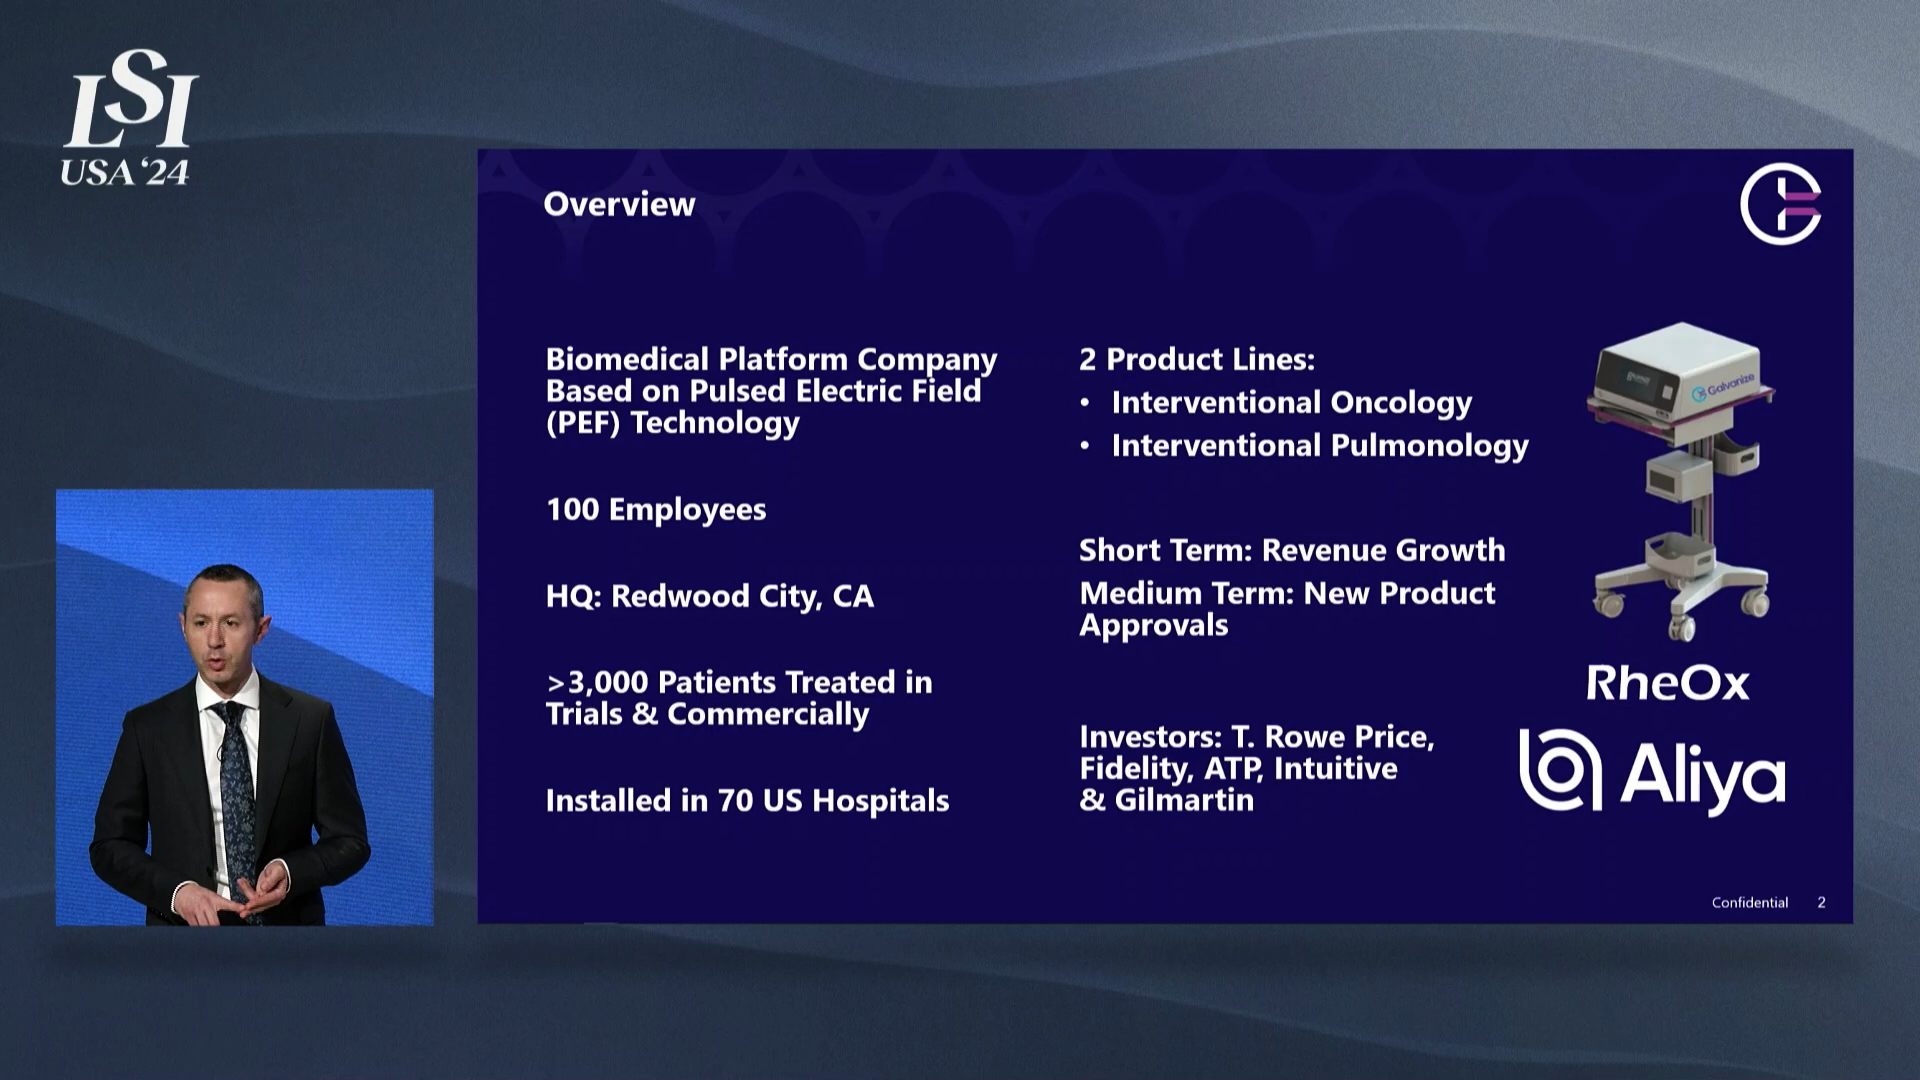 LSI
USA '24
Overview
Biomedical Platform Company
Based on Pulsed Electric Field
(PEF) Technology
100 Employees
HQ: Redwood City, CA
>3,000 Patients Treated in
Trials & Commercially
Installed in 70 US Hospitals
2 Product Lines:
• Interventional Oncology
• Interventional Pulmonology
Short Term: Revenue Growth
Medium Term: New Product
Approvals
Investors: T. Rowe Price,
Fidelity, ATP, Intuitive
& Gilmartin
Galvanize
RheOx
Aliya
Confidential 2